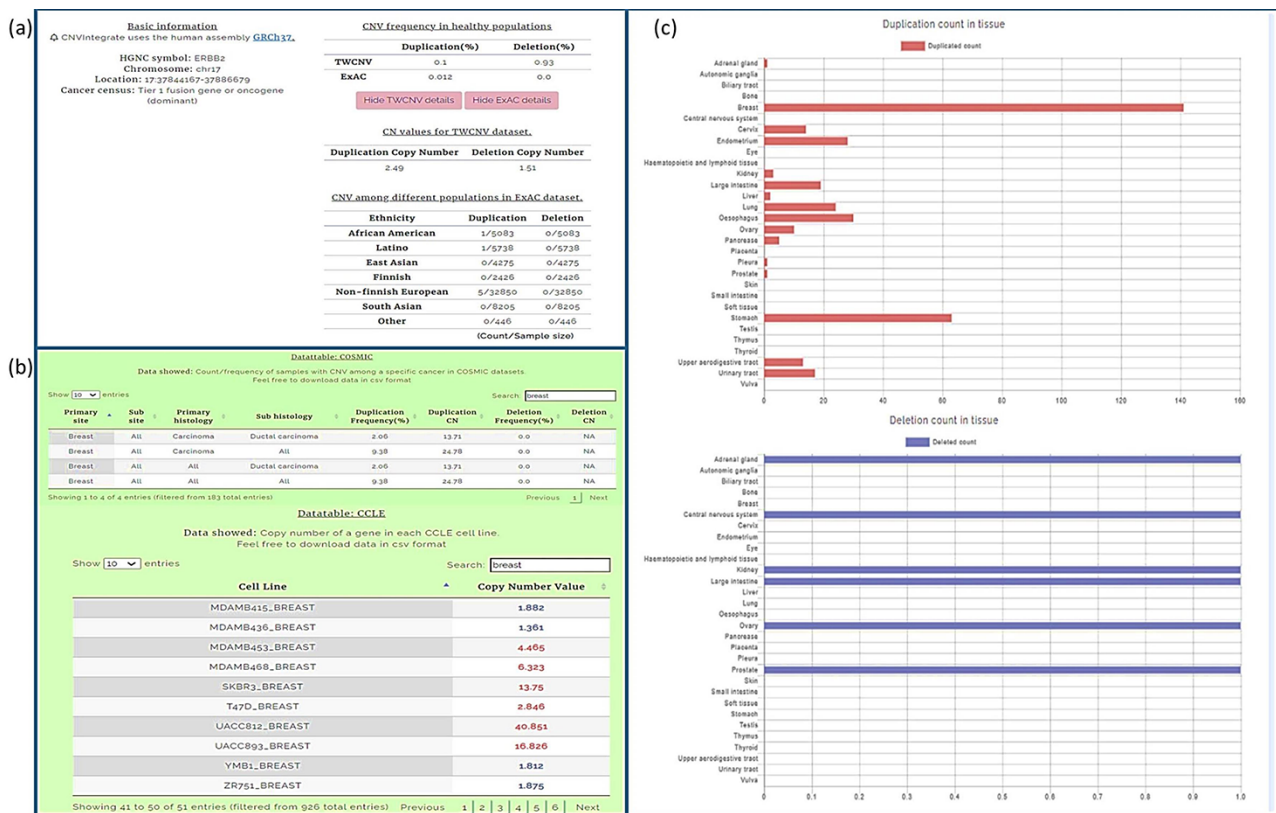 (a)
Basic information
CNVIntegrate uses the human assembly GRCh37.
HGNC symbol: ERBB2
Chromosome: chr17
Location: 17:37844167-37886679
Cancer census: Tier 1 fusion gene or oncogene
(dominant)
CNV frequency in healthy populations
Duplication(%) Deletion(%)
TWCNV 0.1 0.93
ExAC 0.012 0.0
Hide TWCNV details Hide ExAC details
CN values for TWCNV dataset.
Duplication Copy Number Deletion Copy Number
2.49 1.51
CNV among different populations in ExAC dataset.
Ethnicity Duplication Deletion
African American 1/5083 0/5083
Latino 1/5738 0/5738
East Asian 0/4275 0/4275
Finnish 0/2426 0/2426
Non-finnish European 5/32850 0/32850
South Asian 0/8205 0/8205
Other 0/446 0/446
(Count/Sample size)
(b)
Datattable: COSMIC
Data showed: Count/frequency of samples with CNV among a specific cancer in COSMIC datasets.
Feel free to download data in csv format
Show 10 entries Search: breast
Primary site Sub site Primary histology Sub histology Duplication Frequency(%) Duplication CN Deletion Frequency(%) Deletion CN
Breast All Carcinoma Ductal carcinoma 2.06 13.71 0.0 NA
Breast All Carcinoma All 9.38 24.78 0.0 NA
Breast All All Ductal carcinoma 2.06 13.71 0.0 NA
Breast All All All 9.38 24.78 0.0 NA
Showing 1 to 4 of 4 entries (filtered from 183 total entries) Previous 1 Next
Datatable: CCLE
Data showed: Copy number of a gene in each CCLE cell line.
Feel free to download data in csv format
Show 10 entries Search: breast
Cell Line Copy Number Value
MDAMB415_BREAST 1.882
MDAMB436_BREAST 1.361
MDAMB453_BREAST 4.465
MDAMB468_BREAST 6.323
SKBR3_BREAST 13.75
T47D_BREAST 2.846
UACC812_BREAST 40.851
UACC893_BREAST 16.826
YMB1_BREAST 1.812
ZR751_BREAST 1.875
Showing 41 to 50 of 51 entries (filtered from 926 total entries) Previous 1 2 3 4 5 6 Next
(c)
Duplication count in tissue
Duplicated count
Adrenal gland
Autonomic ganglia
Biliary tract
Bone
Breast
Central nervous system
Cervix
Endometrium
Eye
Haematopoietic and lymphoid tissue
Kidney
Large intestine
Liver
Lung
Oesophagus
Ovary
Pancrease
Placenta
Pleura
Prostate
Skin
Small intestine
Soft tissue
Stomach
Testis
Thymus
Thyroid
Upper aerodigestive tract
Urinary tract
Vulva
0 20 40 60 80 100 120 140 160
Deletion count in tissue
Deleted count
Adrenal gland
Autonomic ganglia
Biliary tract
Bone
Breast
Central nervous system
Cervix
Endometrium
Eye
Haematopoietic and lymphoid tissue
Kidney
Large intestine
Liver
Lung
Oesophagus
Ovary
Pancrease
Placenta
Pleura
Prostate
Skin
Small intestine
Soft tissue
Stomach
Testis
Thymus
Thyroid
Upper aerodigestive tract
Urinary tract
Vulva
0 0.1 0.2 0.3 0.4 0.5 0.6 0.7 0.8 0.9 1.0